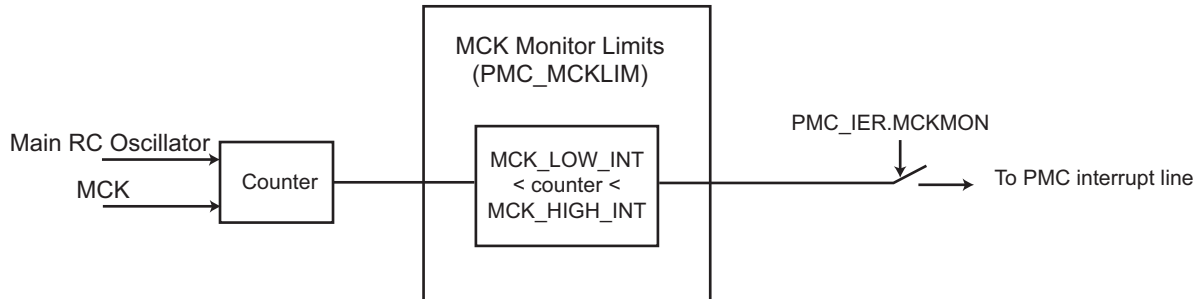 MCK Monitor Limits
(PMC_MCKLIM)
PMC_IER.MCKMON
Main RC Oscillator
MCK
Counter
MCK_LOW_INT
< counter <
MCK_HIGH_INT
To PMC interrupt line